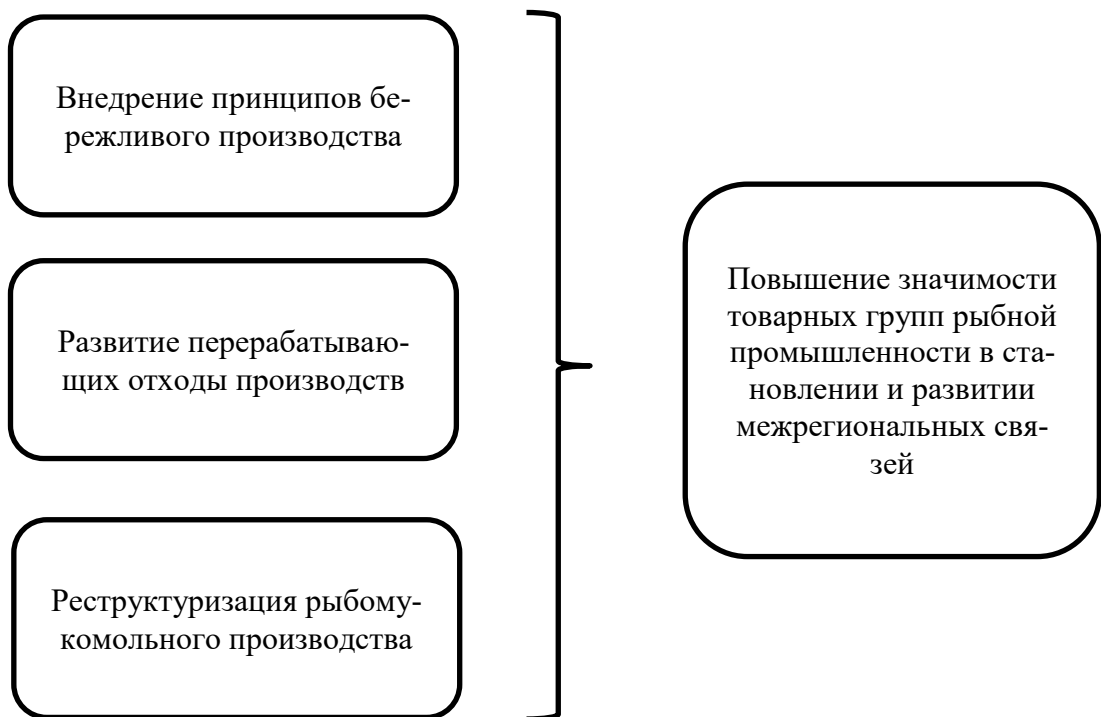 Внедрение принципов бе-
режливого производства
Развитие перерабатываю-
щих отходы производств
Реструктуризация рыбому-
комольного производства
Повышение значимости
товарных групп рыбной
промышленности в ста-
новлении и развитии
межрегиональных свя-
зей